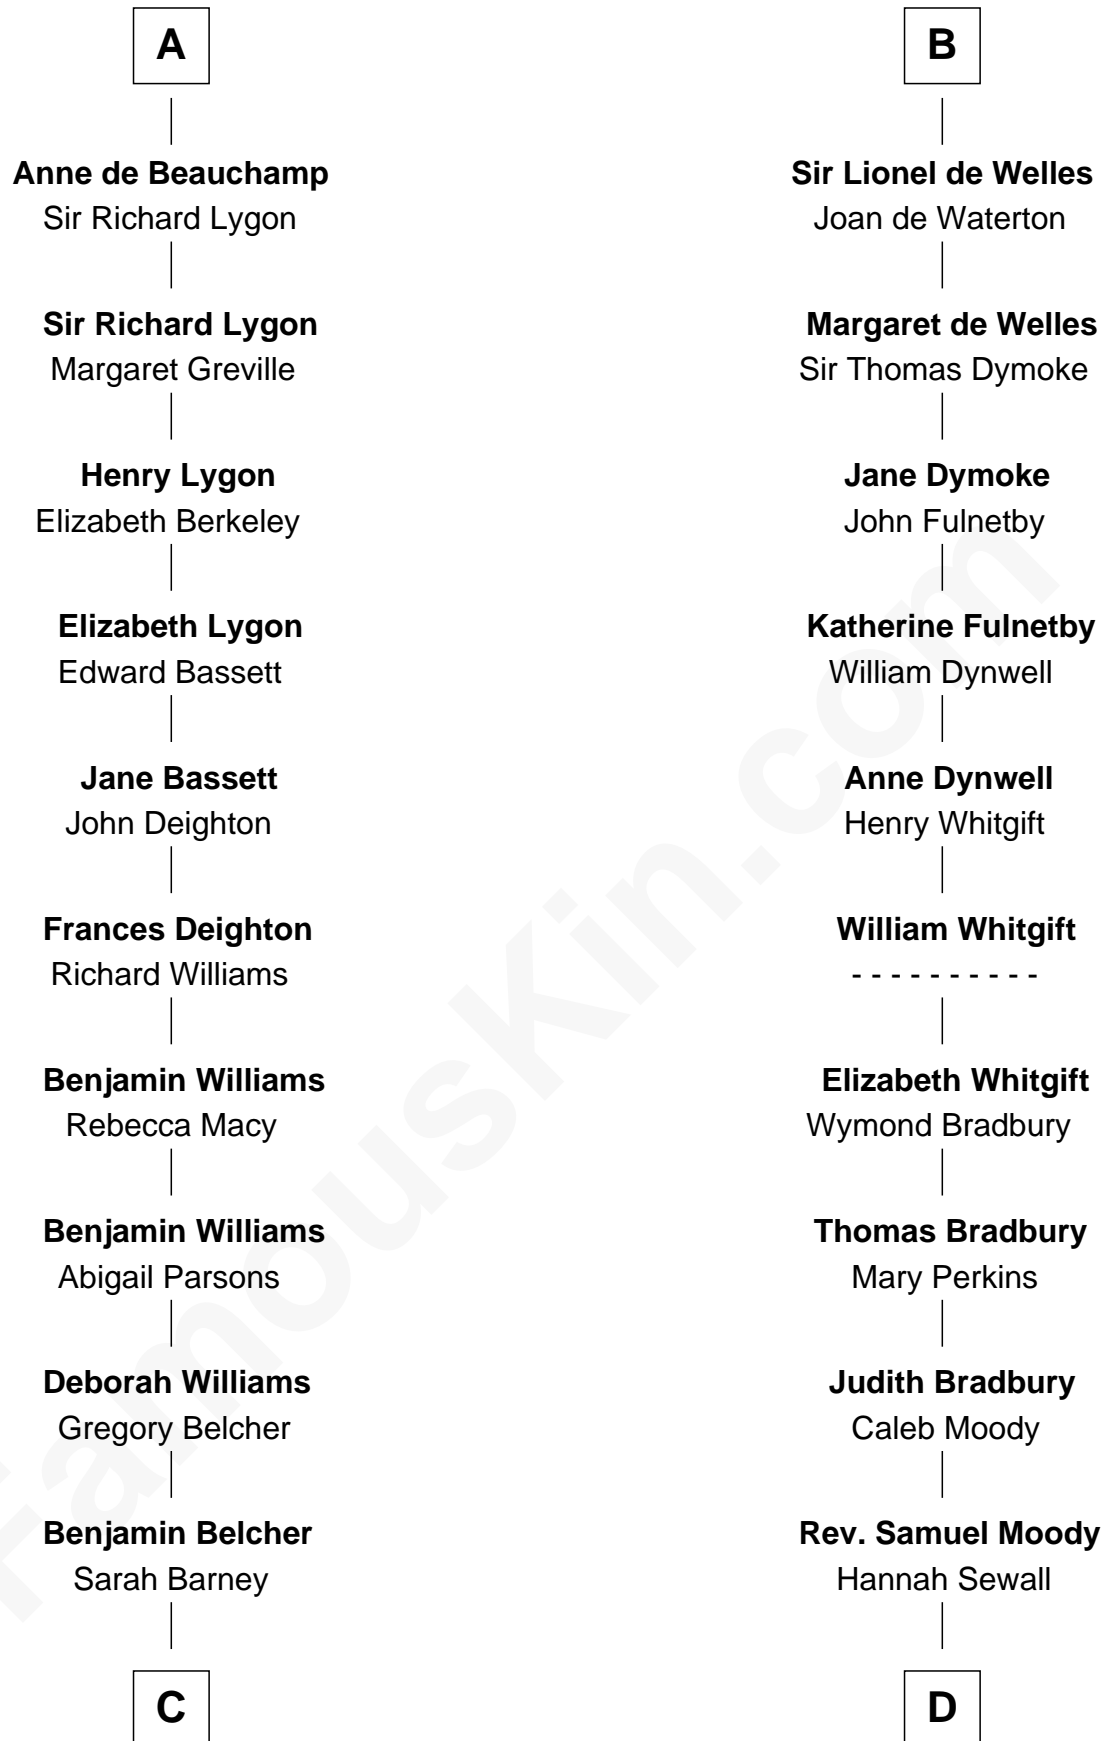 A
Anne de Beauchamp
Sir Richard Lygon
Sir Richard Lygon
Margaret Greville
Henry Lygon
Elizabeth Berkeley
Elizabeth Lygon
Edward Bassett
Jane Bassett
John Deighton
Frances Deighton
Richard Williams
Benjamin Williams
Rebecca Macy
Benjamin Williams
Abigail Parsons
Deborah Williams
Gregory Belcher
Benjamin Belcher
Sarah Barney
C
B
Sir Lionel de Welles
Joan de Waterton
Margaret de Welles
Sir Thomas Dymoke
Jane Dymoke
John Fulnetby
Katherine Fulnetby
William Dynwell
Anne Dynwell
Henry Whitgift
William Whitgift
- - - - - - - - - -
Elizabeth Whitgift
Wymond Bradbury
Thomas Bradbury
Mary Perkins
Judith Bradbury
Caleb Moody
Rev. Samuel Moody
Hannah Sewall
D
FamousKin.com